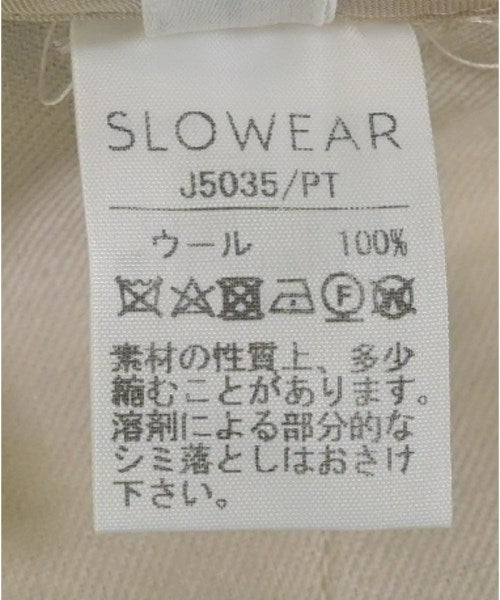 SLOWEAR
J5035/PT
ウール 100%
F W
素材の性質上、多少
縮むことがあります。
溶剤による部分的な
シミ落としはおさけ
下さい。